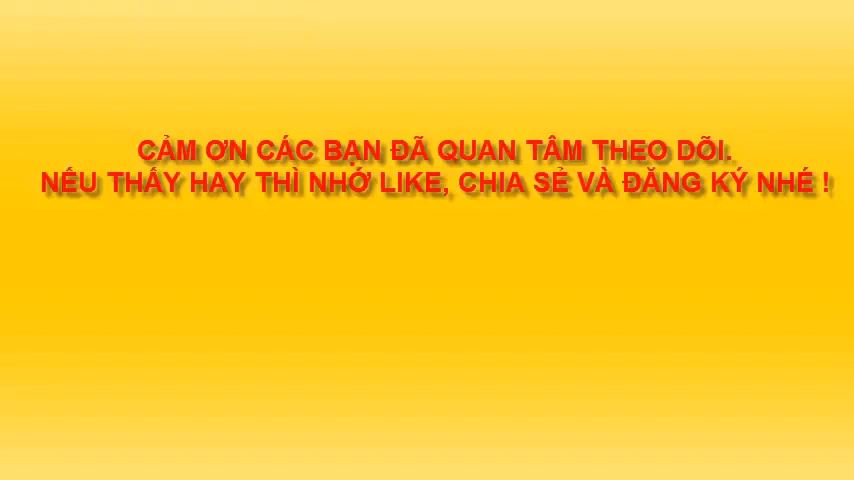 CẢM ƠN CÁC BẠN ĐÃ QUAN TÂM THEO DÕI.
NẾU THẤY HAY THÌ NHỚ LIKE, CHIA SẺ VÀ ĐĂNG KÝ NHÉ !